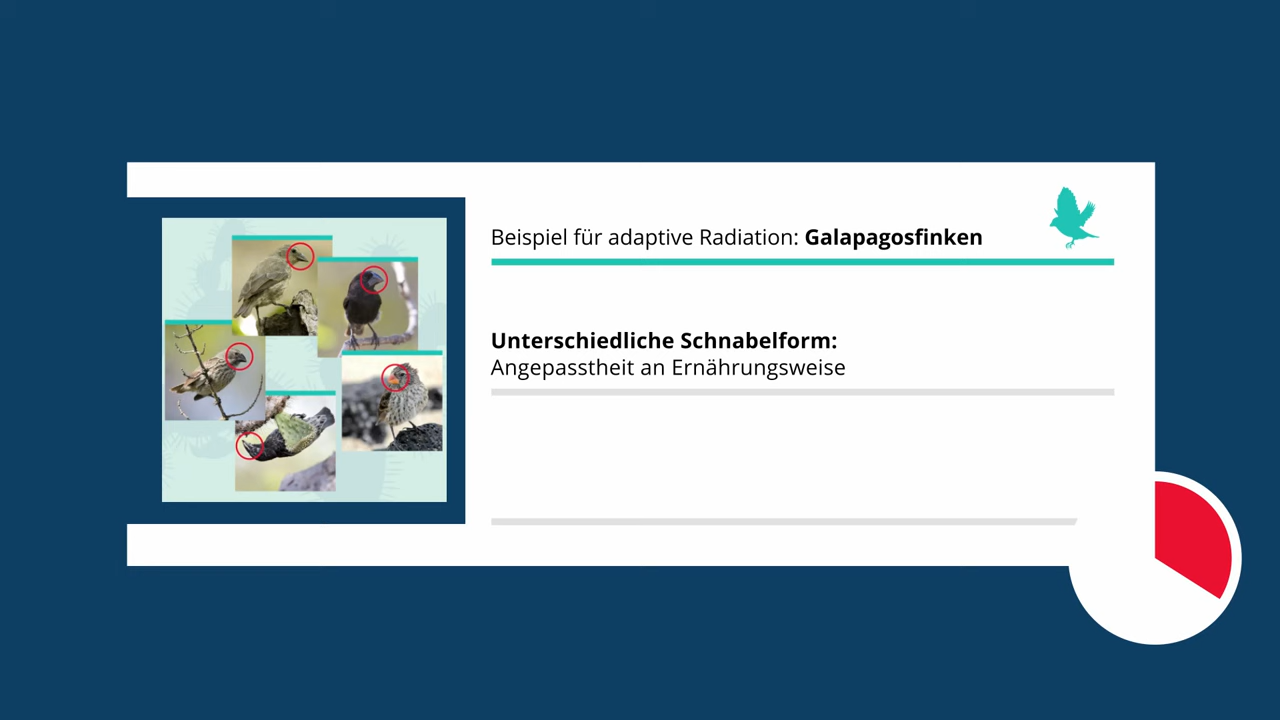 Beispiel für adaptive Radiation: Galapagosfinken
Unterschiedliche Schnabelform:
Angepasstheit an Ernährungsweise